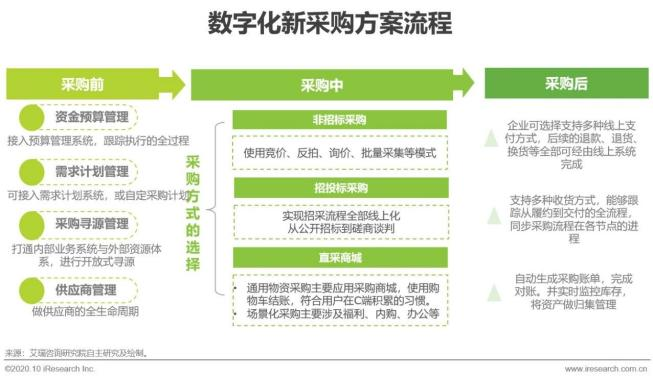 数字化新采购方案流程
采购前
资金预算管理
接入预算管理系统，跟踪执行的全过程
需求计划管理
可接入需求计划系统，或自定采购计划
采购寻源管理
打通内部业务系统与外部资源体
系，进行开放式寻源
供应商管理
做供应商的全生命周期
采购中
采购方式的选择
非招标采购
使用竞价、反拍、询价、批量采集等模式
招投标采购
实现招采流程全部线上化
从公开招标到磋商谈判
直采商城
• 通用物资采购主要应用采购商城，使用购
物车结账，符合用户在C端积累的习惯。
• 场景化采购主要涉及福利、内购、办公等
采购后
企业可选择支持多种线上支
付方式，后续的退款、退货、
换货等全部可经由线上系统
完成
支持多种收货方式，能够跟
踪从履约到交付的全流程，
同步采购流程在各节点的进
程
自动生成采购账单，完成
对账。并实时监控库存，
将资产做归集管理
来源：艾瑞咨询研究院自主研究及绘制。
©2020.10 iResearch Inc.
www.iresearch.com.cn